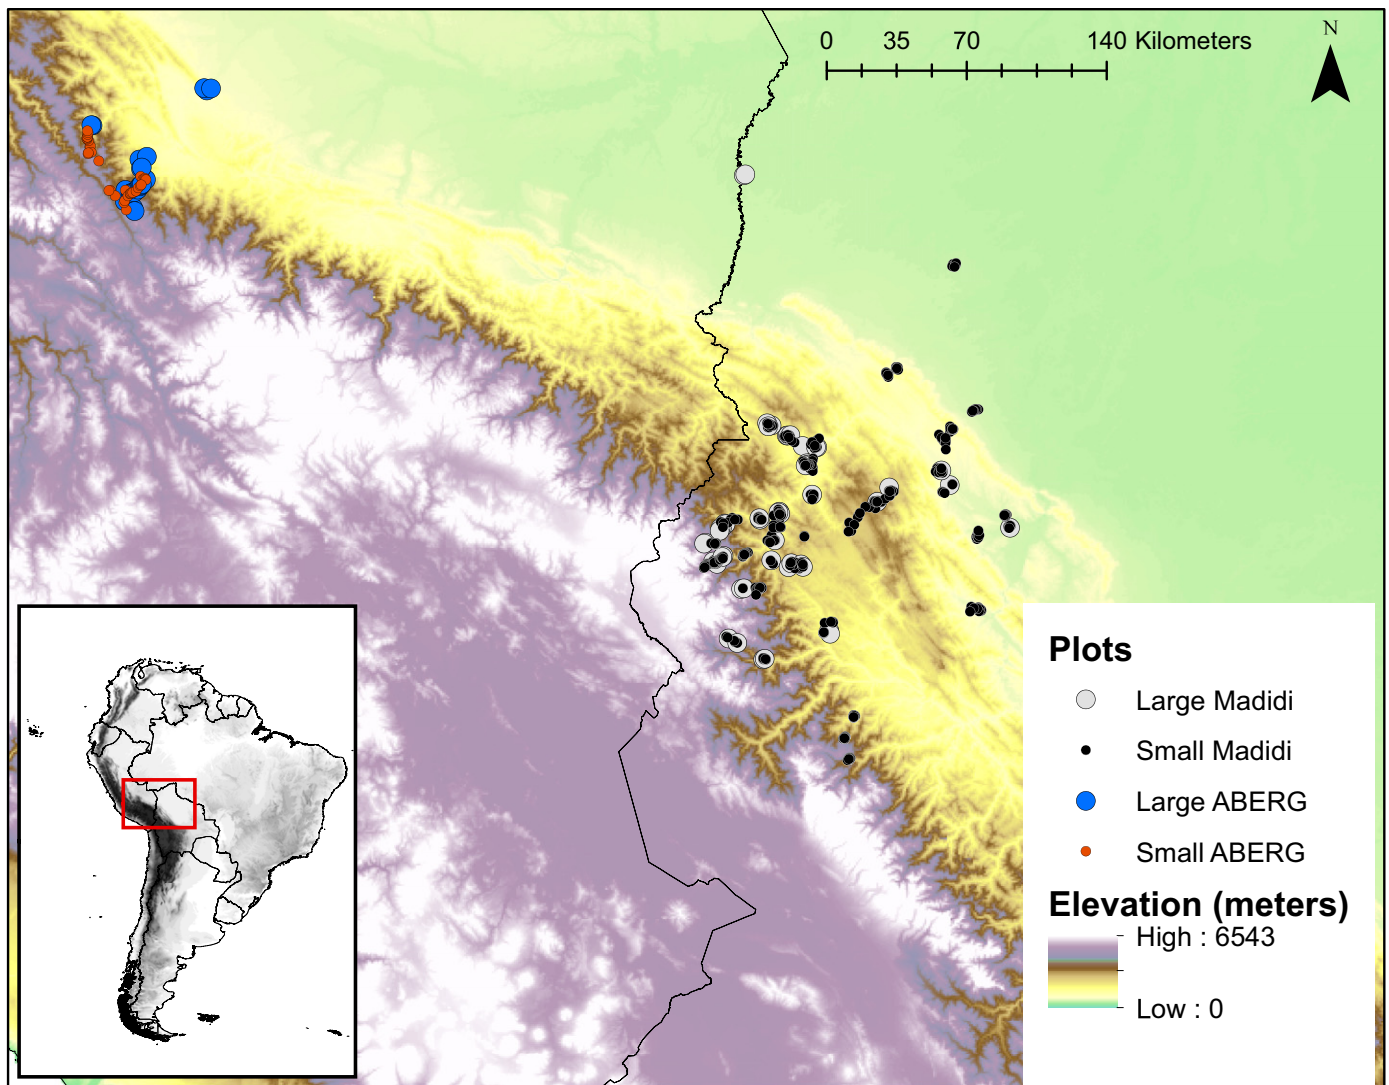 0 35 70 140 Kilometers
N
Plots
Large Madidi
Small Madidi
Large ABERG
Small ABERG
Elevation (meters)
High : 6543
Low : 0